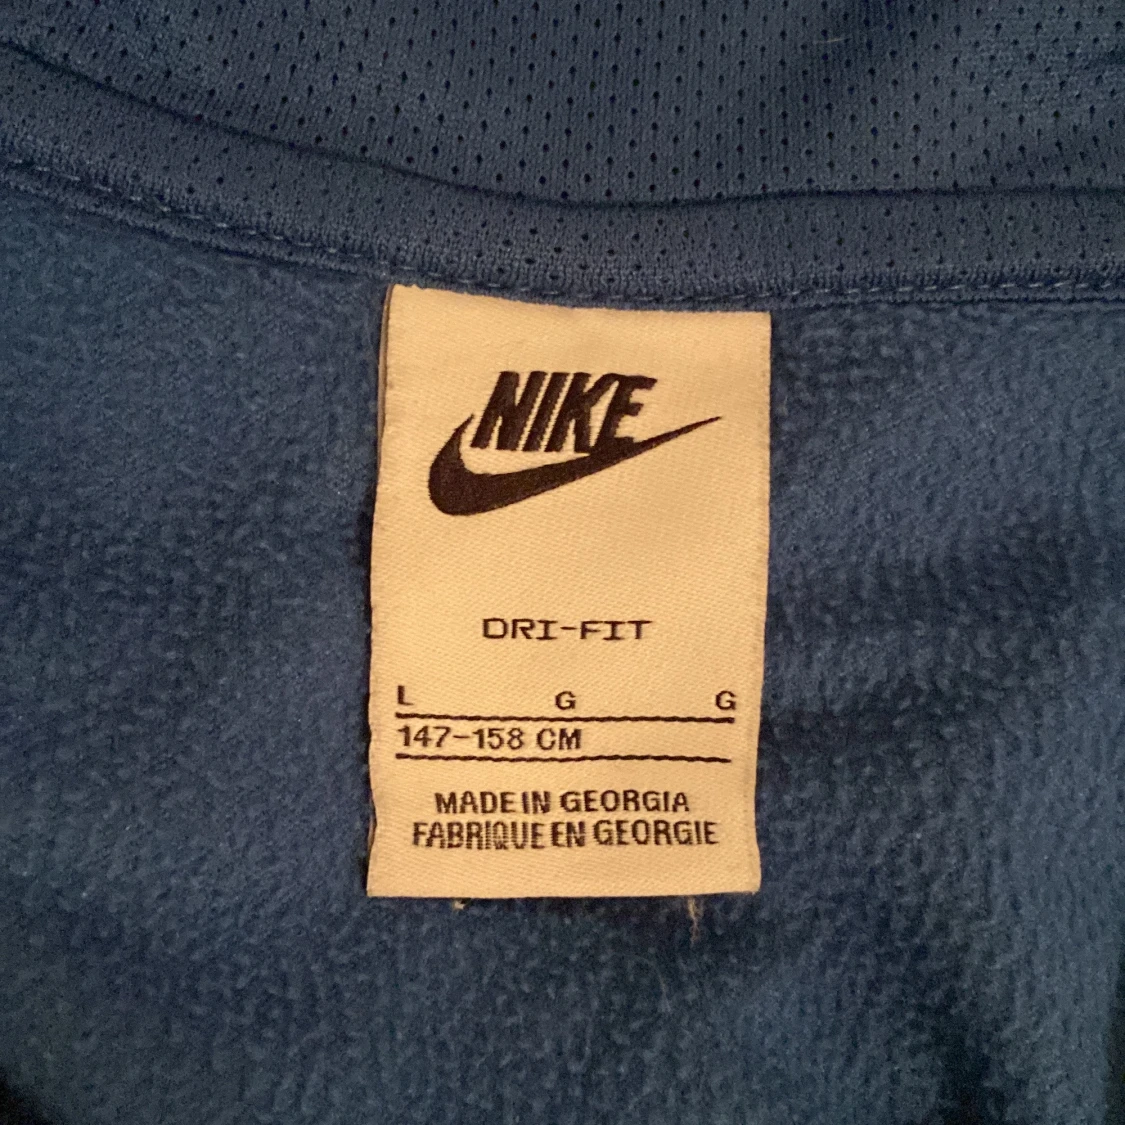 NIKE
DRI-FIT
L G G
147-158 CM
MADE IN GEORGIA
FABRIQUE EN GEORGIE